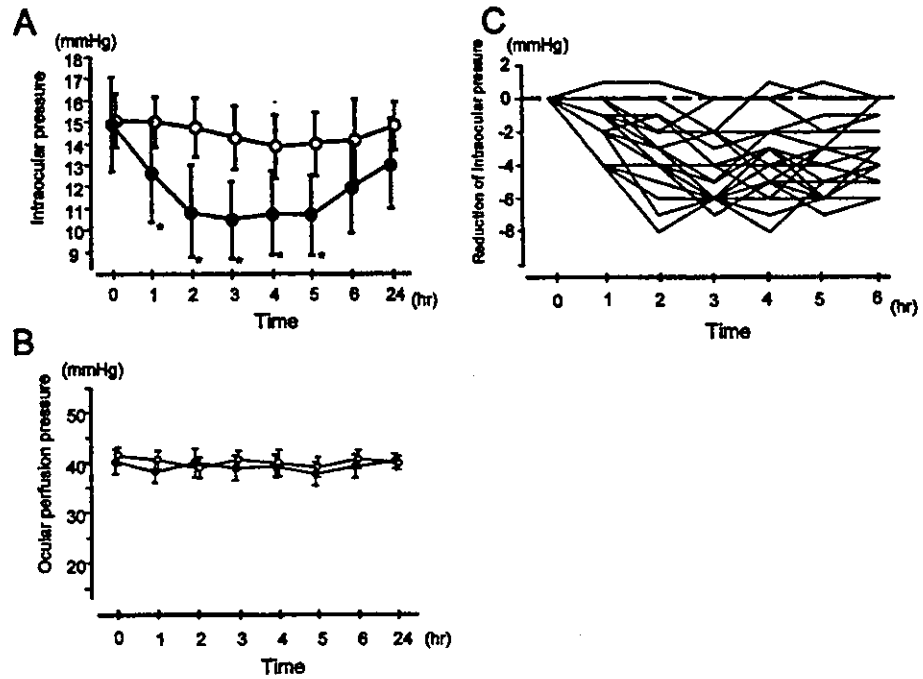 A
(mmHg)
Intraocular pressure
18
17
16
15
14
13
12
11
10
9
* * * * *
0 1 2 3 4 5 6 24 (hr)
Time
B
(mmHg)
Ocular perfusion pressure
50
40
30
20
0 1 2 3 4 5 6 24 (hr)
Time
C
(mmHg)
Reduction of Intraocular pressure
2
0
-2
-4
-6
-8
0 1 2 3 4 5 6 (hr)
Time